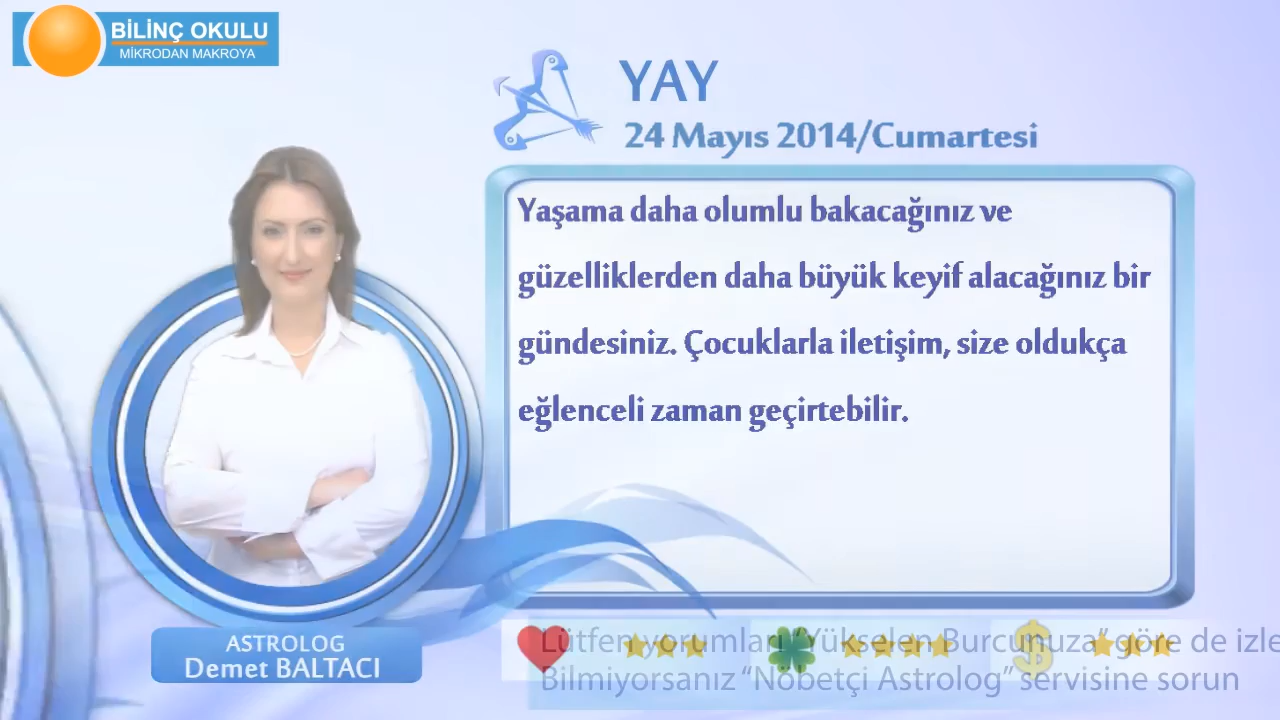 BİLİNÇ OKULU
MİKRODAN MAKROYA
YAY
24 Mayıs 2014/Cumartesi
Yaşama daha olumlu bakacağınız ve
güzelliklerden daha büyük keyif alacağınız bir
gündesiniz. Çocuklarla iletişim, size oldukça
eğlenceli zaman geçirtebilir.
ASTROLOG
Demet BALTACI
Lütfen yorumları "Yükselen Burcunuza" göre de izle
Bilmiyorsanız “Nöbetçi Astrolog” servisine sorun